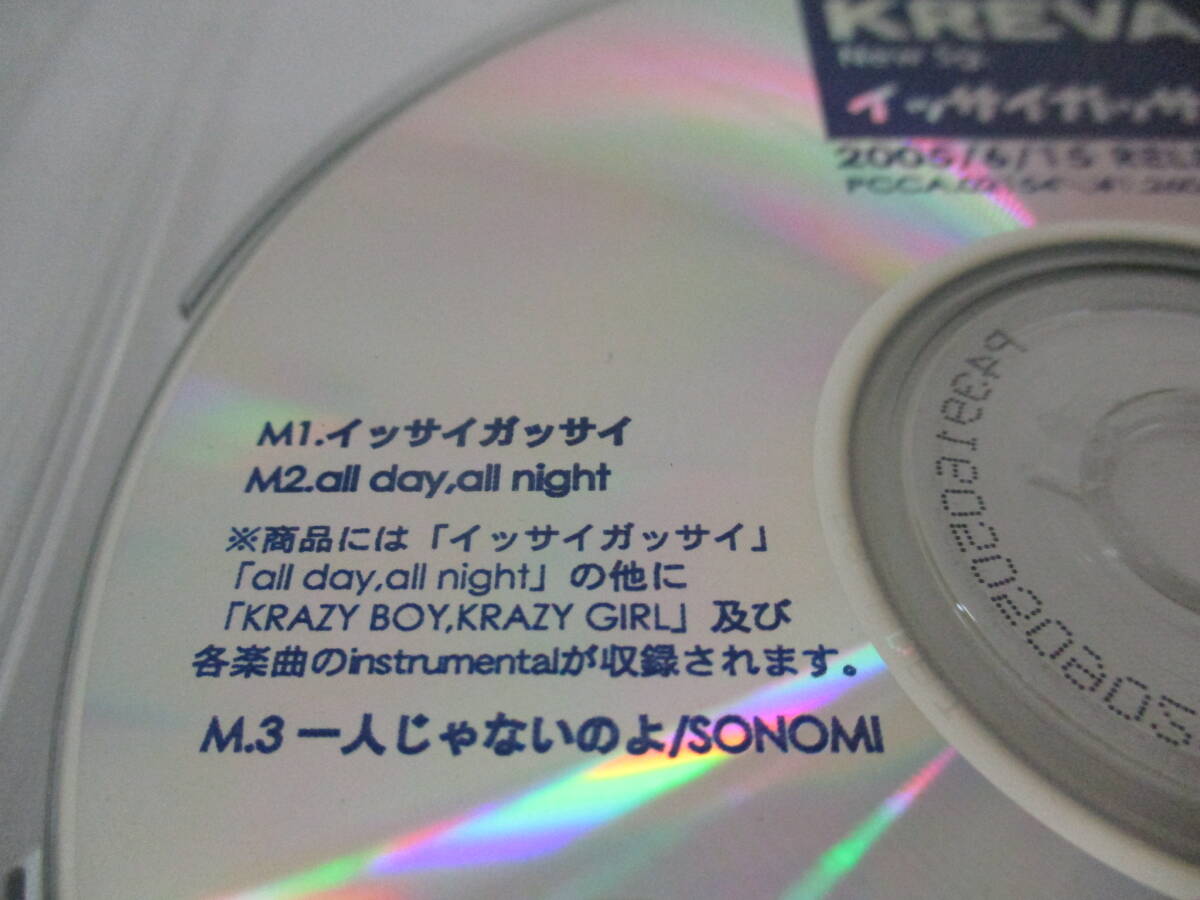 KREVA
New Sg.
イッサイガッサ
2005/6/15 RELE
M1.イッサイガッサイ
M2.all day,all night
※商品には「イッサイガッサイ」
「all day,all night」の他に
「KRAZY BOY,KRAZY GIRL」及び
各楽曲のinstrumentalが収録されます。
M.3 一人じゃないのよ/SONOMI